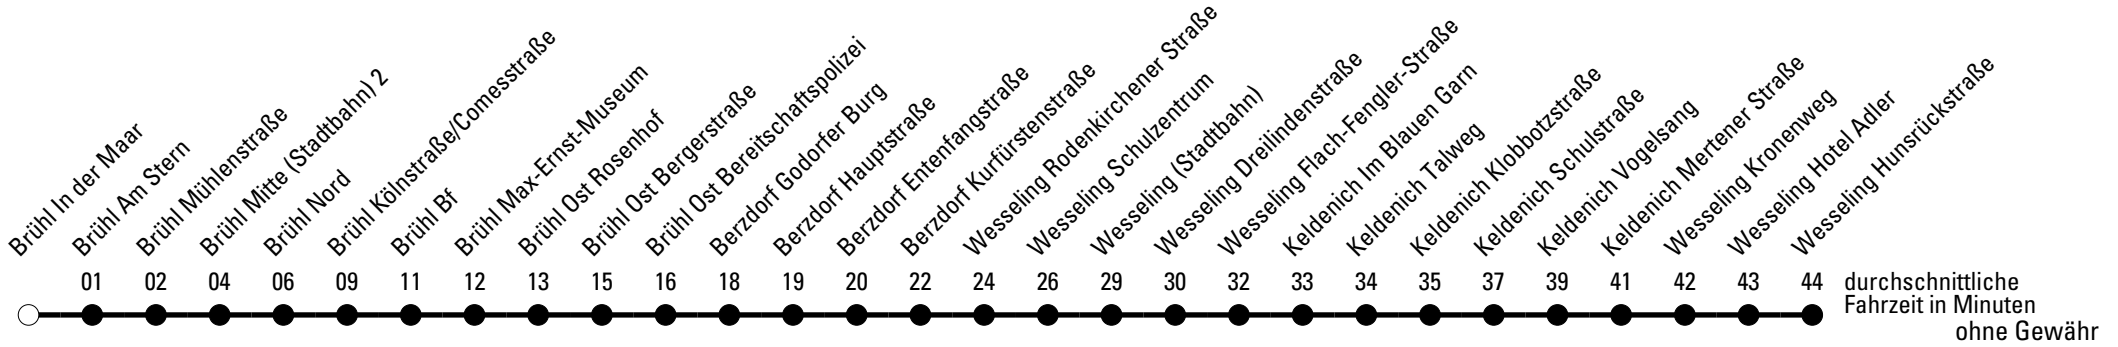 Brühl In der Maar
Brühl Am Stern
Brühl Mühlenstraße
Brühl Mitte (Stadtbahn) 2
Brühl Nord
Brühl Kölnstraße/Comesstraße
Brühl Bf
Brühl Max-Ernst-Museum
Brühl Ost Rosenhof
Brühl Ost Bergerstraße
Brühl Ost Bereitschaftspolizei
Berzdorf Godorfer Burg
Berzdorf Hauptstraße
Berzdorf Entenfangstraße
Berzdorf Kurfürstenstraße
Wesseling Rodenkirchener Straße
Wesseling Schulzentrum
Wesseling (Stadtbahn)
Wesseling Dreilindenstraße
Wesseling Flach-Fengler-Straße
Keldenich Im Blauen Garn
Keldenich Talweg
Keldenich Klobbotzstraße
Keldenich Schulstraße
Keldenich Vogelsang
Keldenich Mertener Straße
Wesseling Kronenweg
Wesseling Hotel Adler
Wesseling Hunsrückstraße
01 02 04 06 09 11 12 13 15 16 18 19 20 22 24 26 29 30 32 33 34 35 37 39 41 42 43 44
durchschnittliche
Fahrzeit in Minuten
ohne Gewähr